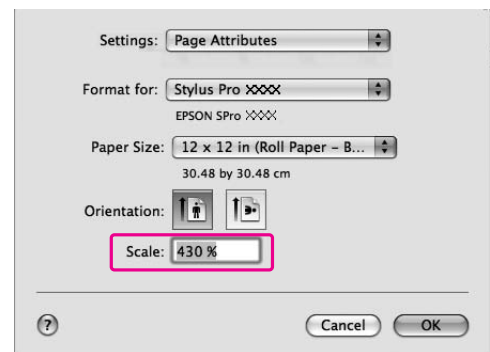 Settings: Page Attributes
Format for: Stylus Pro XXXX
EPSON SPro XXXX
Paper Size: 12 x 12 in (Roll Paper – B...
30.48 by 30.48 cm
Orientation:
Scale: 430 %
? Cancel OK